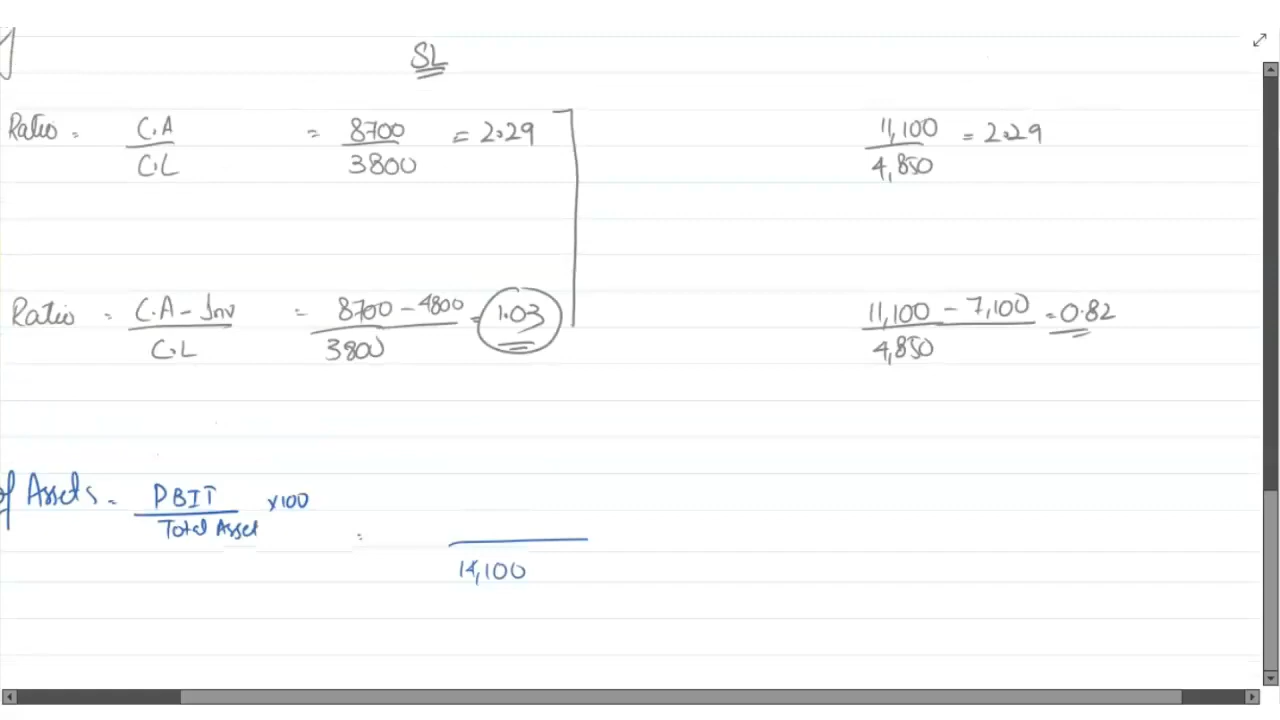 SL
Ratio = C.A / C.L = 8700 / 3800 = 2.29 11,100 / 4,850 = 2.29
Ratio = C.A - Inv / C.L = 8700 - 4800 / 3800 = 1.03 11,100 - 7,100 / 4,850 = 0.82
of Assets = PBIT / Total Asset x100 = 14,100